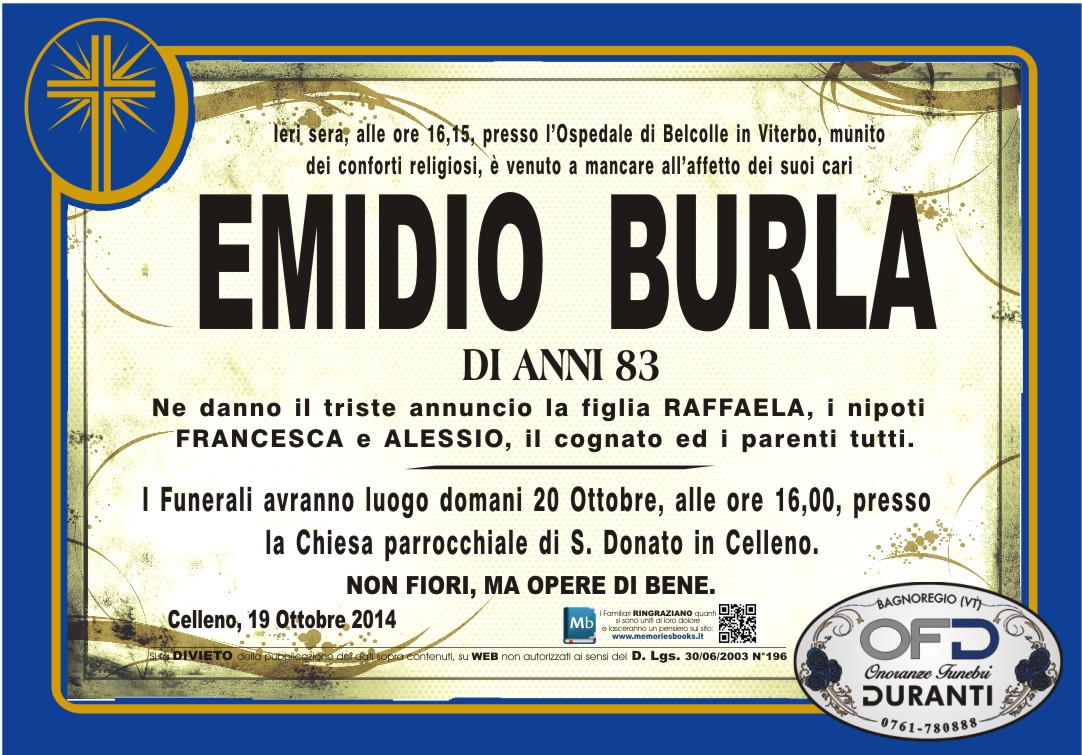 Ieri sera, alle ore 16,15, presso l'Ospedale di Belcolle in Viterbo, munito
dei conforti religiosi, è venuto a mancare all'affetto dei suoi cari
EMIDIO BURLA
DI ANNI 83
Ne danno il triste annuncio la figlia RAFFAELA, i nipoti
FRANCESCA e ALESSIO, il cognato ed i parenti tutti.
I Funerali avranno luogo domani 20 Ottobre, alle ore 16,00, presso
la Chiesa parrocchiale di S. Donato in Celleno.
NON FIORI, MA OPERE DI BENE.
Celleno, 19 Ottobre 2014
Mb
I Familiari RINGRAZIANO quanti
si sono uniti al loro dolore
e lasceranno un pensiero sul sito:
www.memoriesbooks.it
Si fa DIVIETO della pubblicazione dei dati sopra contenuti, su WEB non autorizzati ai sensi del D. Lgs. 30/06/2003 N°196
BAGNOREGIO (VT)
OFD
Onoranze Funebri
DURANTI
0761-780888